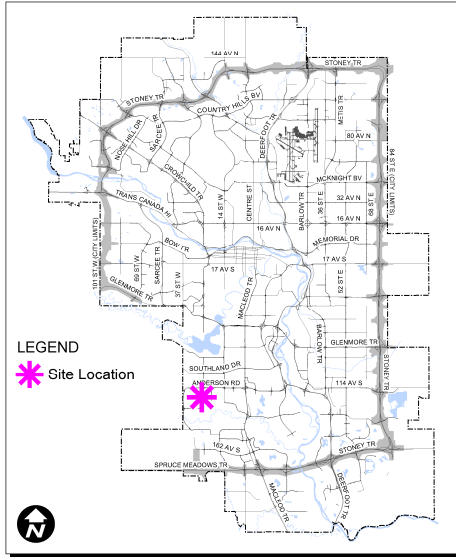 144 AV N
STONEY TR
STONEY TR
COUNTRY HILLS BV
NOSE HILL DR
SARCEE TR
DEERFOOT TR
METIS TR
80 AV N
84 ST E (CITY LIMITS)
CROWCHILD TR
MCKNIGHT BV
TRANS CANADA HI
14 ST W
CENTRE ST
BARLOW TR
36 ST E
32 AV N
68 ST E
16 AV N
16 AV N
101 ST W (CITY LIMITS)
BOW TR
MEMORIAL DR
69 ST W
SARCEE TR
37 ST W
17 AV S
17 AV S
52 ST E
GLENMORE TR
MACLEOD TR
BARLOW TR
GLENMORE TR
LEGEND
Site Location
SOUTHLAND DR
ANDERSON RD
114 AV S
STONEY TR
162 AV S
STONEY TR
SPRUCE MEADOWS TR
MACLEOD TR
DEERFOOT TR
N